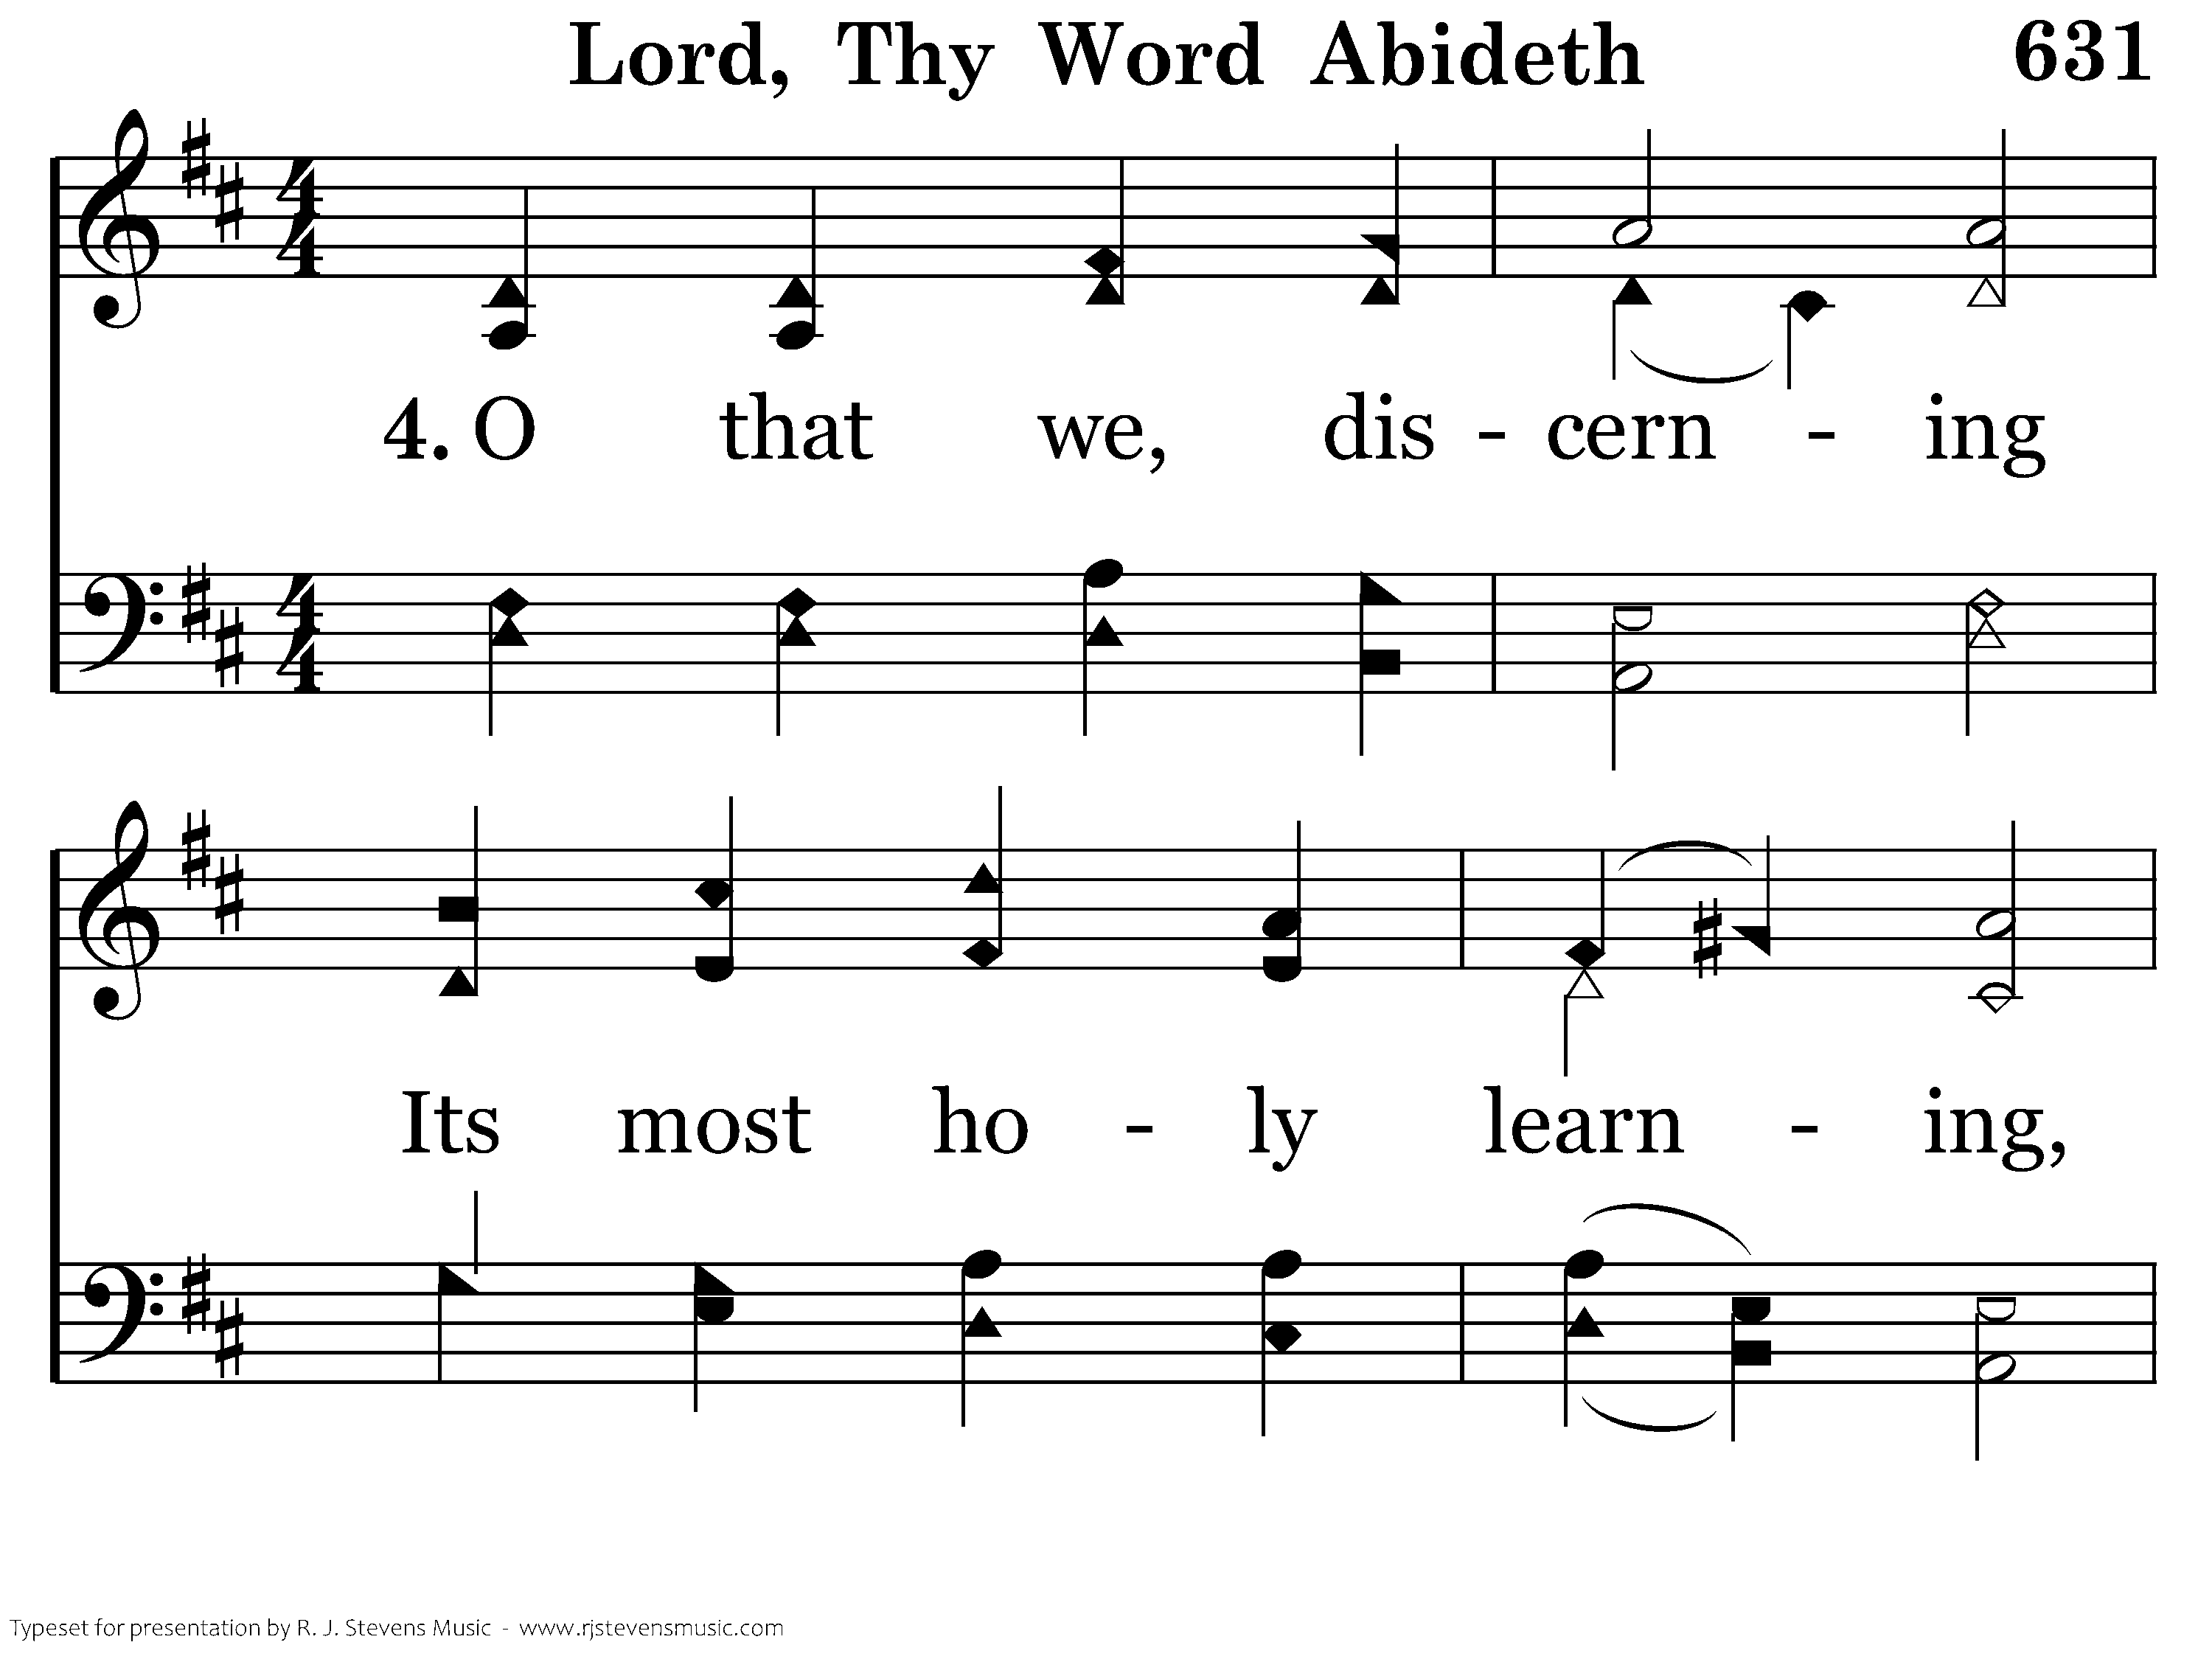 Lord, Thy Word Abideth 631
4. O that we, dis - cern - ing
Its most ho - ly learn - ing,
Typeset for presentation by R. J. Stevens Music - www.rjstevensmusic.com